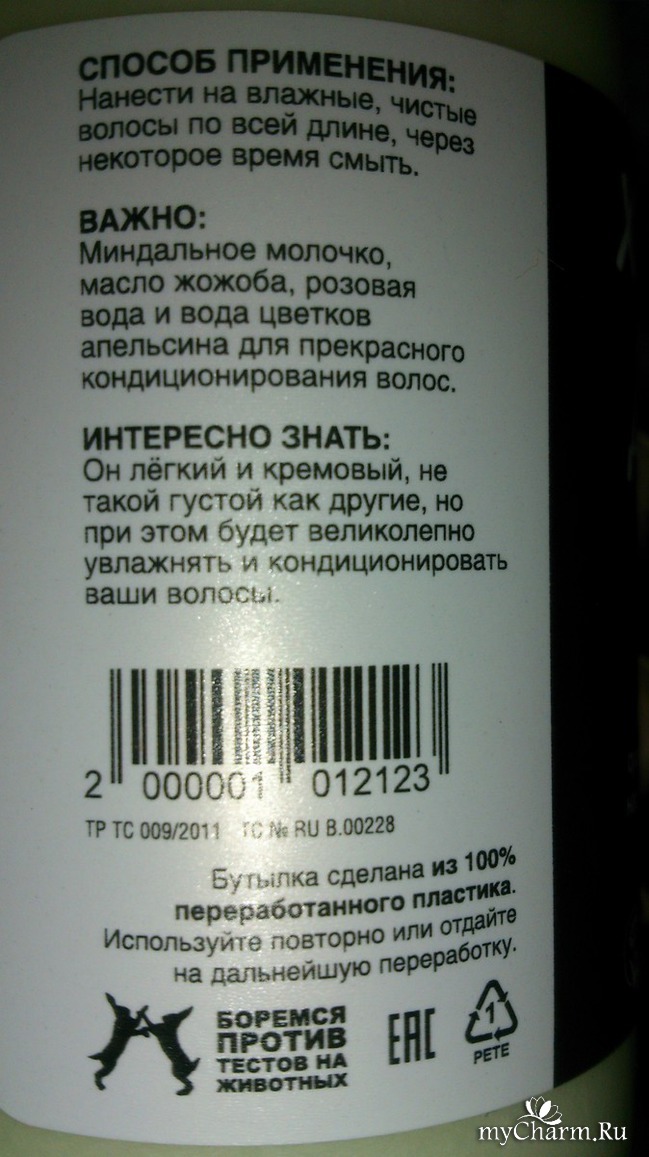 СПОСОБ ПРИМЕНЕНИЯ:
Нанести на влажные, чистые
волосы по всей длине, через
некоторое время смыть.
ВАЖНО:
Миндальное молочко,
масло жожоба, розовая
вода и вода цветков
апельсина для прекрасного
кондиционирования волос.
ИНТЕРЕСНО ЗНАТЬ:
Он лёгкий и кремовый, не
такой густой как другие, но
при этом будет великолепно
увлажнять и кондиционировать
ваши волосы.
2 000001 012123
ТР ТС 009/2011 ТС № RU В.00228
Бутылка сделана из 100%
переработанного пластика.
Используйте повторно или отдайте
на дальнейшую переработку.
БОРЕМСЯ
ПРОТИВ
ТЕСТОВ НА
ЖИВОТНЫХ
ЕАС
1
PETE
myCharm.Ru